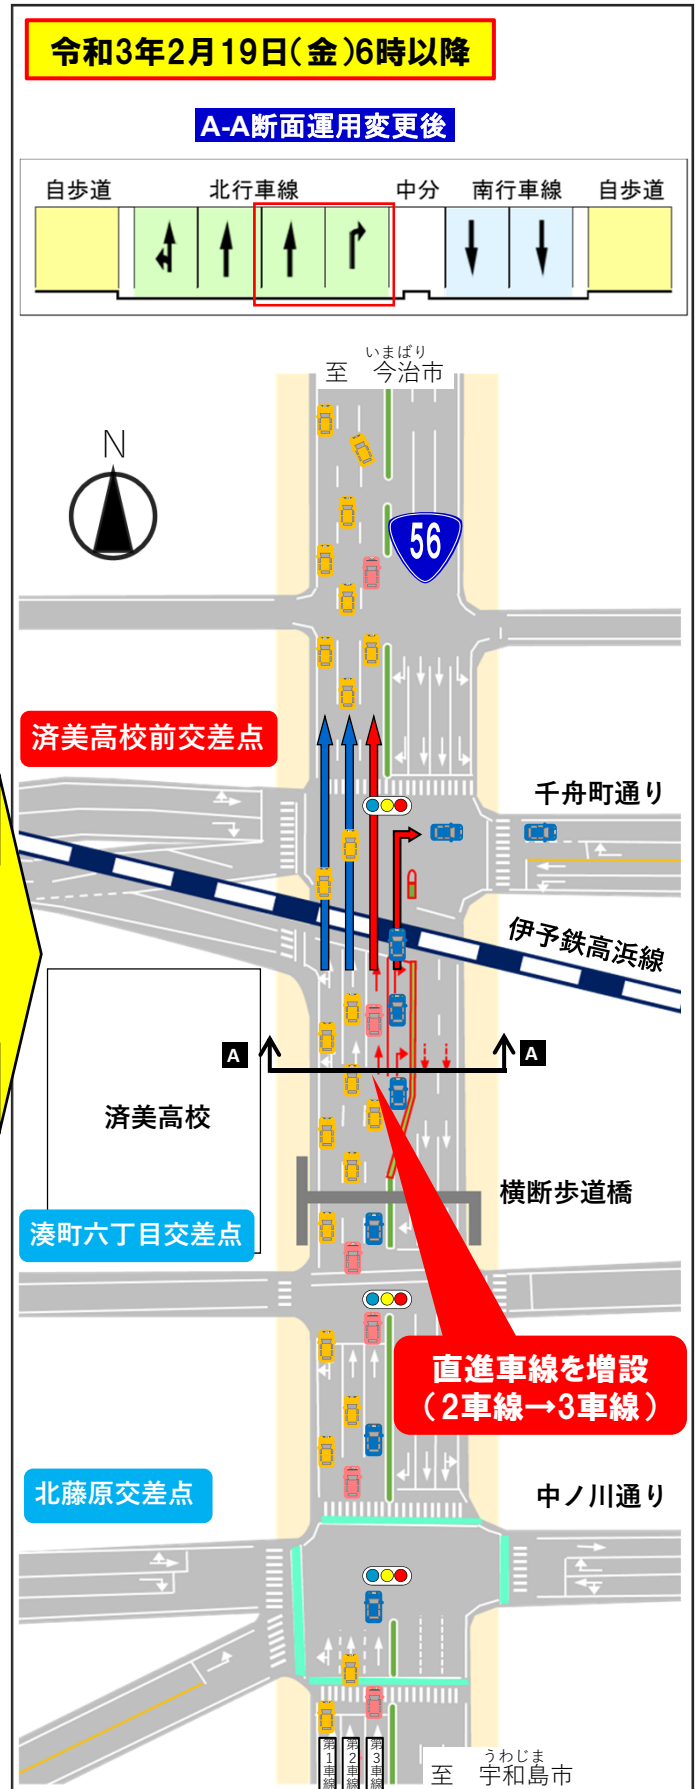 令和3年2月19日(金)6時以降
A-A断面運用変更後
自歩道 北行車線 中分 南行車線 自歩道
いまばり
至 今治市
N
56
済美高校前交差点
千舟町通り
伊予鉄高浜線
A A
済美高校
横断歩道橋
湊町六丁目交差点
直進車線を増設
(2車線→3車線)
北藤原交差点
中ノ川通り
第1車線 第2車線 第3車線
うわじま
至 宇和島市